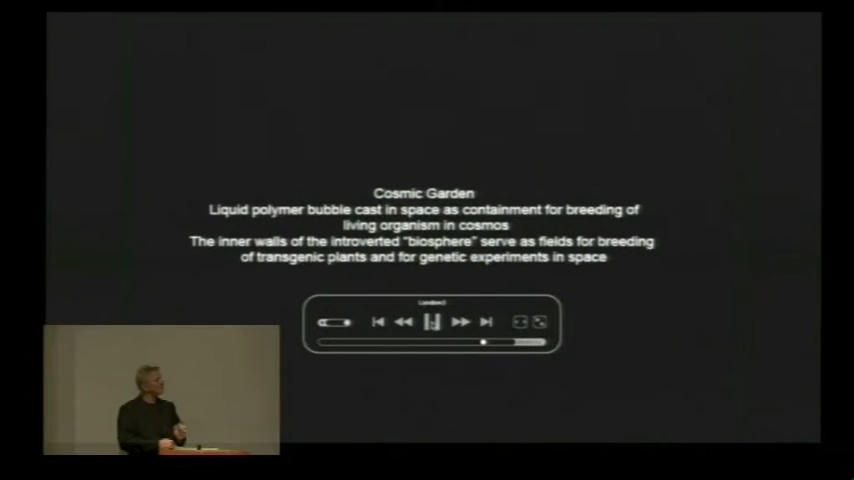 Cosmic Garden
Liquid polymer bubble cast in space as containment for breeding of
living organism in cosmos
The inner walls of the introverted "biosphere" serve as fields for breeding
of transgenic plants and for genetic experiments in space